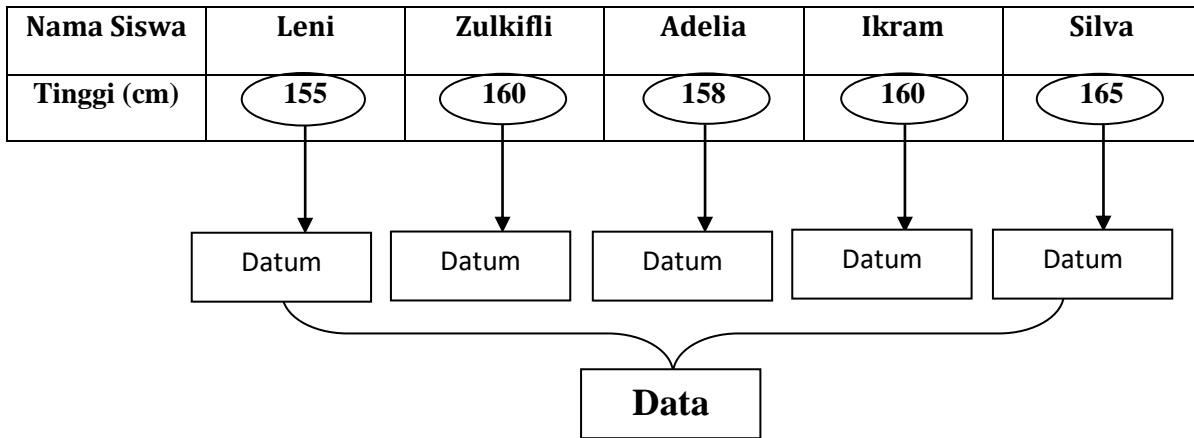 Nama Siswa Leni Zulkifli Adelia Ikram Silva
Tinggi (cm) 155 160 158 160 165
Datum Datum Datum Datum Datum
Data